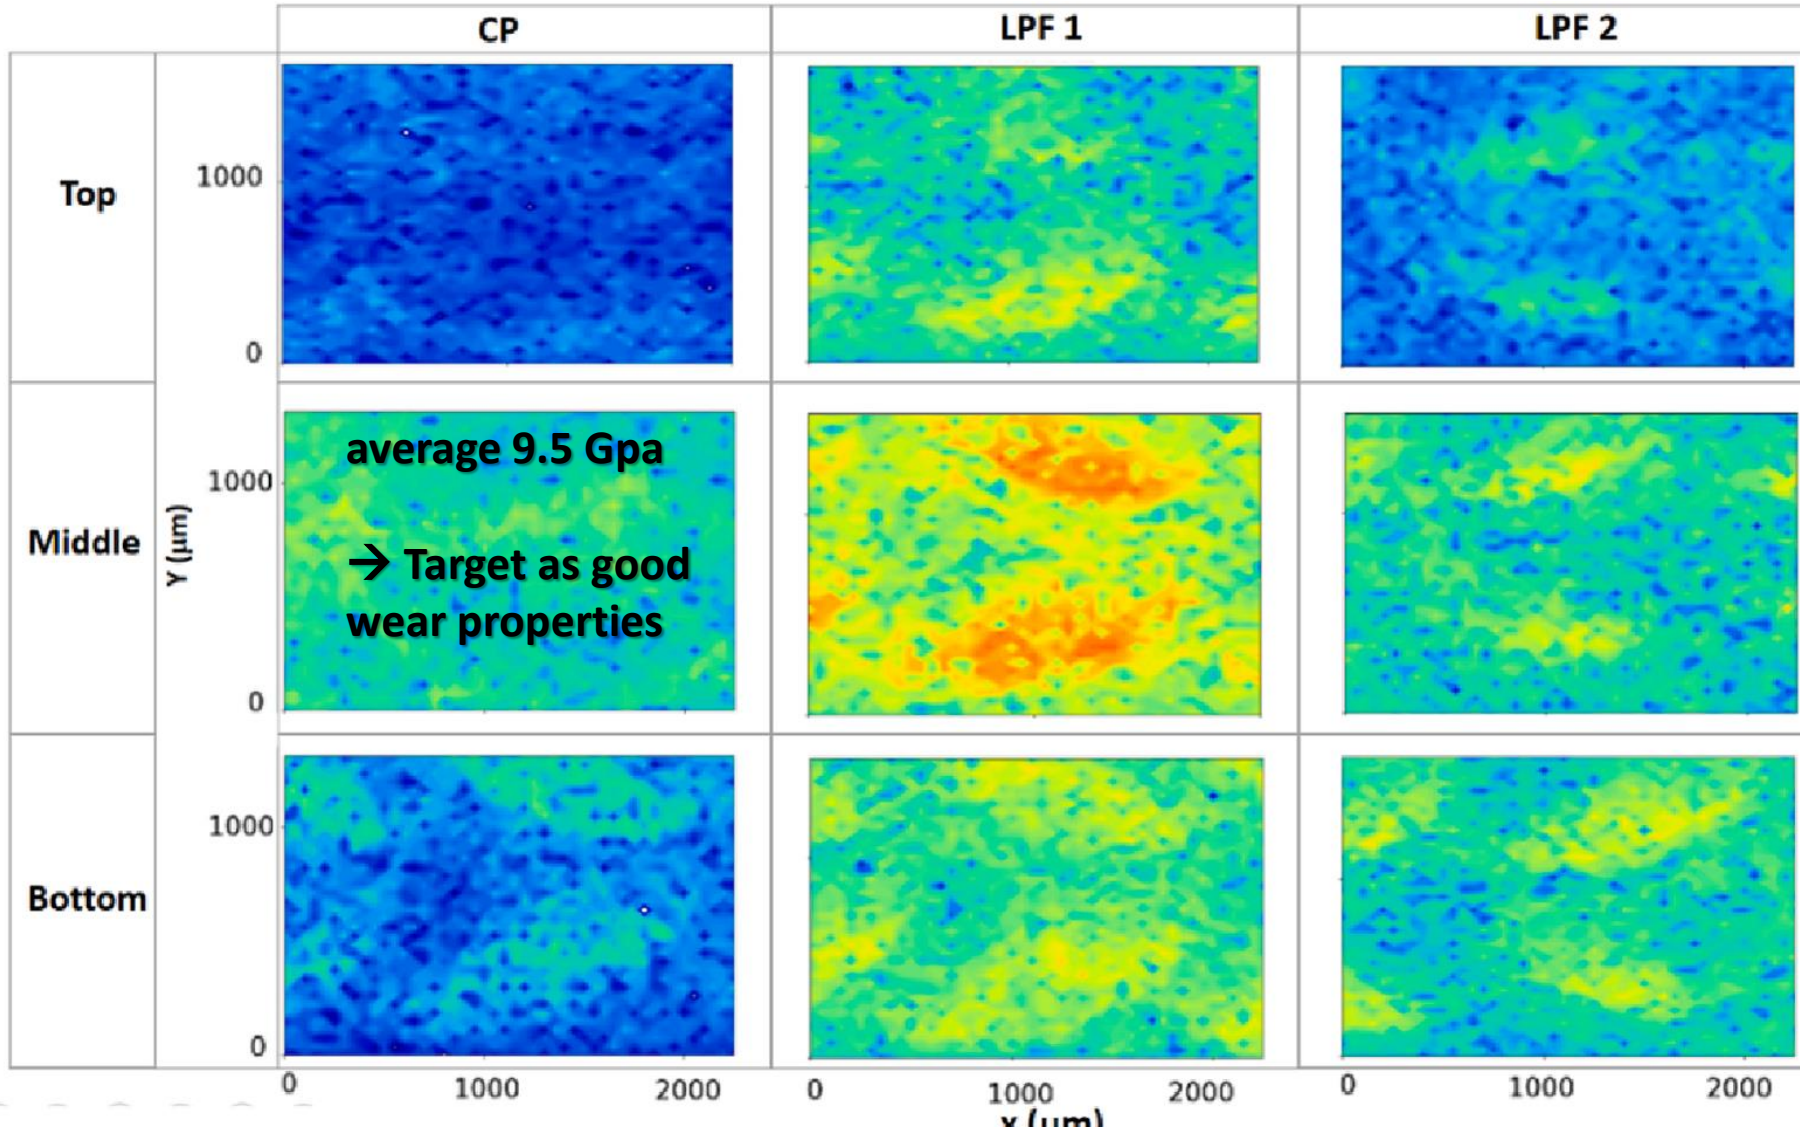 CP
LPF 1
LPF 2
Top
1000
0
Middle
Y (μm)
1000
0
average 9.5 Gpa
→ Target as good
wear properties
Bottom
1000
0
0 1000 2000
0 1000 2000
0 1000 2000
x (μm)